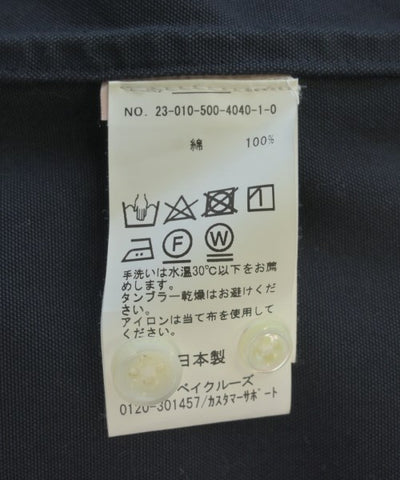 NO. 23-010-500-4040-1-0
綿 100%
F W
手洗いは水温30℃以下をお薦
めします。
タンブラー乾燥はお避けくだ
さい。
アイロンは当て布を使用して
ください。
日本製
ベイクルーズ
0120-301457/カスタマーサポート